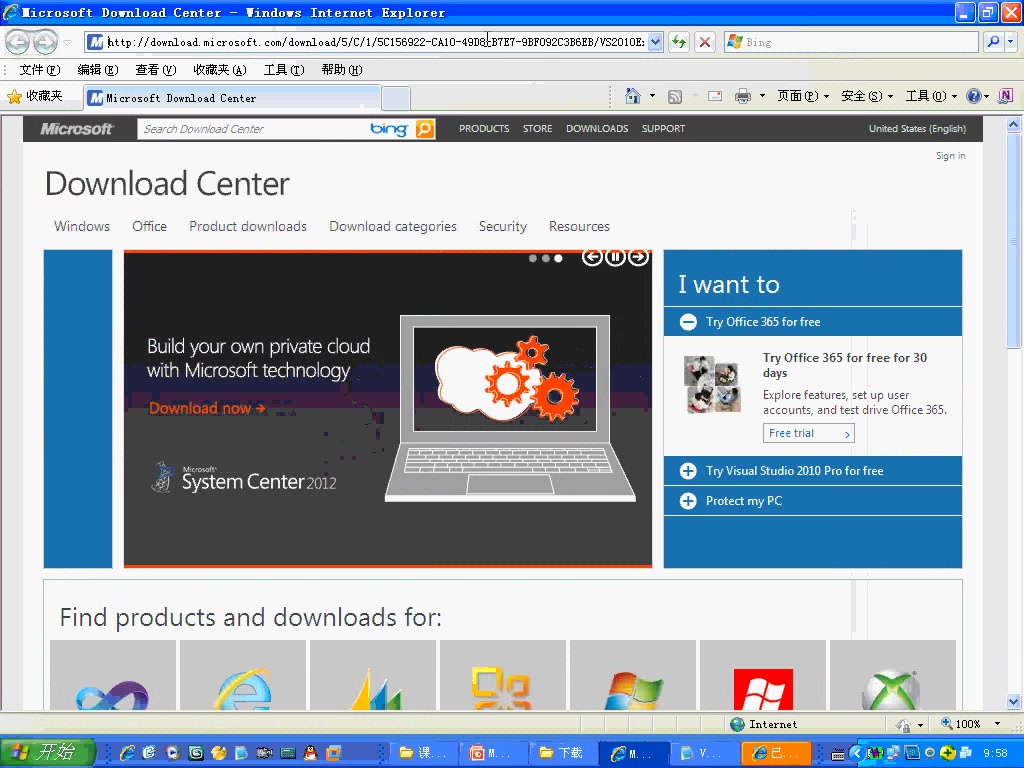 Microsoft Download Center - Windows Internet Explorer
http://download.microsoft.com/download/5/C/1/5C156922-CA10-49D8-B7E7-9BF092C3B6EB/VS2010E:
Bing
文件(F) 编辑(E) 查看(V) 收藏夹(A) 工具(T) 帮助(H)
收藏夹
Microsoft Download Center
页面(P) 安全(S) 工具(O)
Microsoft
Search Download Center
bing
PRODUCTS STORE DOWNLOADS SUPPORT
United States (English)
Sign in
Download Center
Windows Office Product downloads Download categories Security Resources
Build your own private cloud
with Microsoft technology
Download now
Microsoft
System Center 2012
I want to
Try Office 365 for free
Try Office 365 for free for 30
days
Explore features, set up user
accounts, and test drive Office 365.
Free trial
Try Visual Studio 2010 Pro for free
Protect my PC
Find products and downloads for:
Internet
100%
开始
课...
M...
下载
M...
V...
已...
9:58